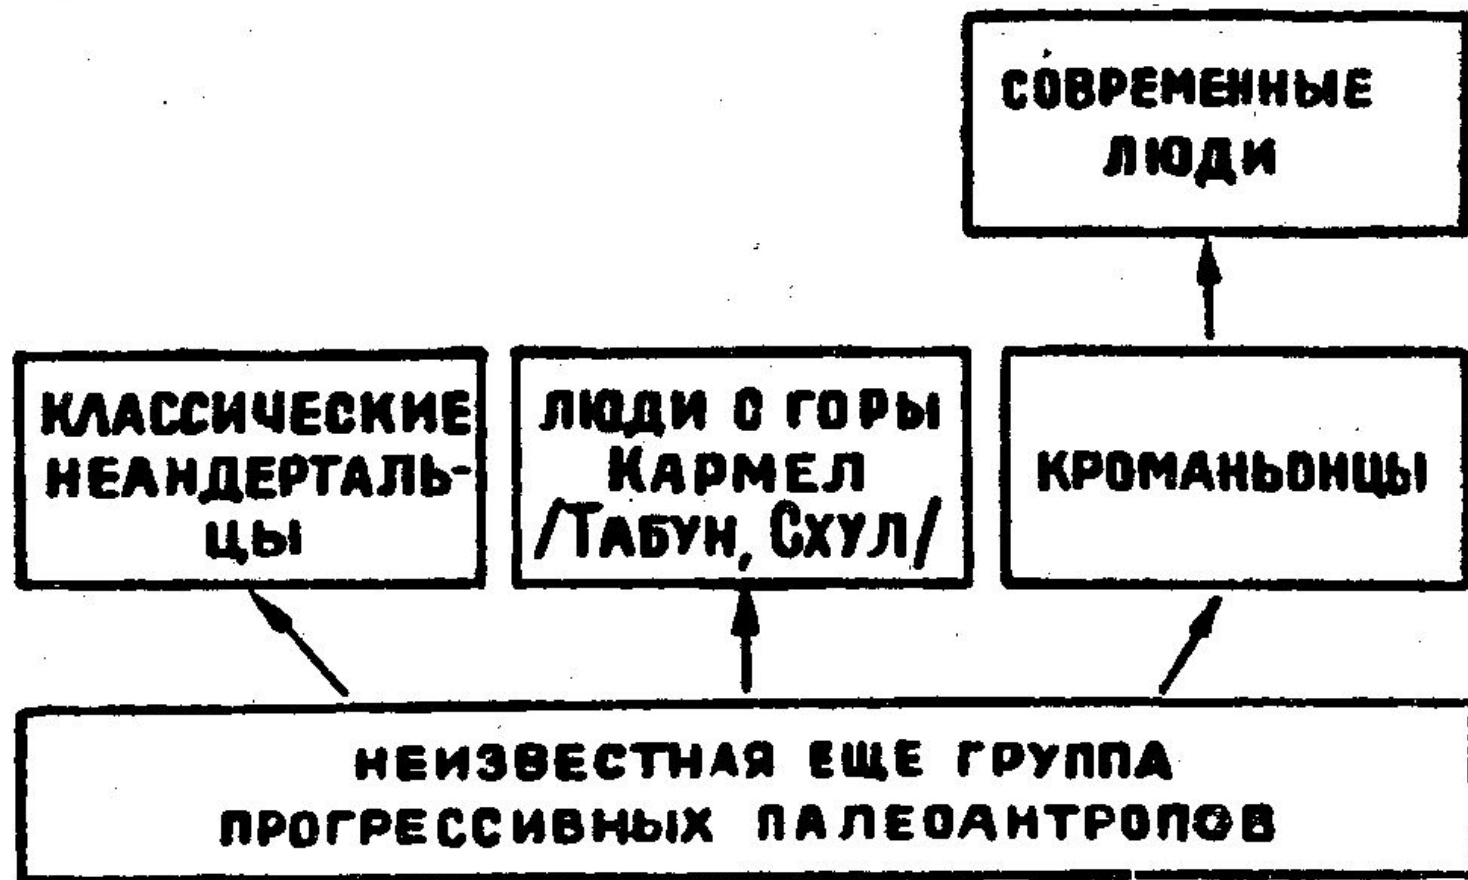 СОВРЕМЕННЫЕ
ЛЮДИ
КЛАССИЧЕСКИЕ
НЕАНДЕРТАЛЬ-
ЦЫ
ЛЮДИ С ГОРЫ
КАРМЕЛ
/ТАБУН, СХУЛ/
КРОМАНЬОНЦЫ
НЕИЗВЕСТНАЯ ЕЩЕ ГРУППА
ПРОГРЕССИВНЫХ ПАЛЕОАНТРОПОВ